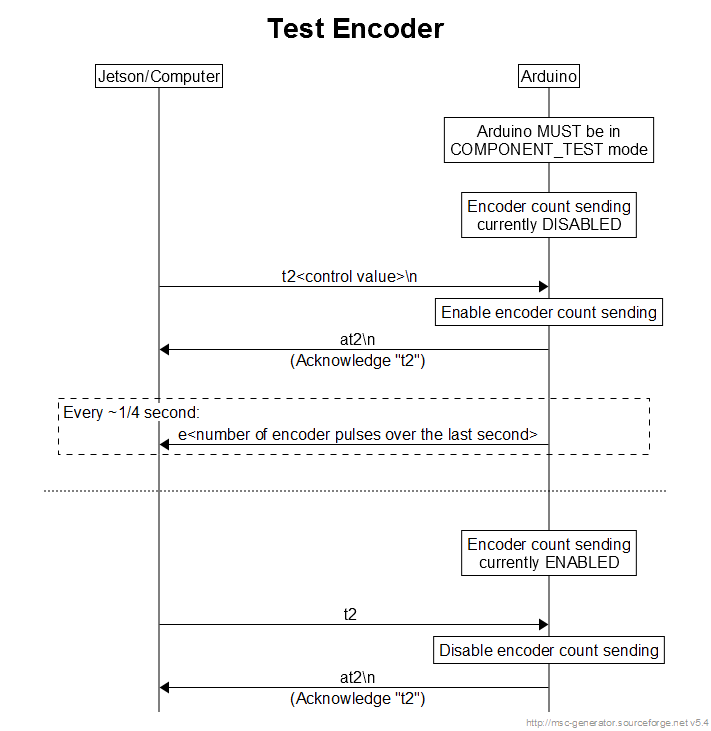 Test Encoder
Jetson/Computer
Arduino
Arduino MUST be in
COMPONENT_TEST mode
Encoder count sending
currently DISABLED
t2<control value>\n
Enable encoder count sending
at2\n
(Acknowledge "t2")
Every ~1/4 second:
e<number of encoder pulses over the last second>
Encoder count sending
currently ENABLED
t2
Disable encoder count sending
at2\n
(Acknowledge "t2")
http://msc-generator.sourceforge.net v5.4